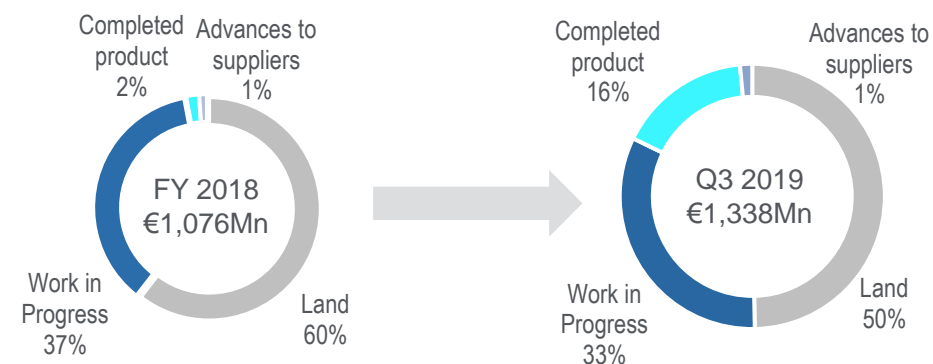 Completed
product
2%
Advances to
suppliers
1%
FY 2018
€1,076Mn
Work in
Progress
37%
Land
60%
Completed
product
16%
Advances to
suppliers
1%
Q3 2019
€1,338Mn
Work in
Progress
33%
Land
50%